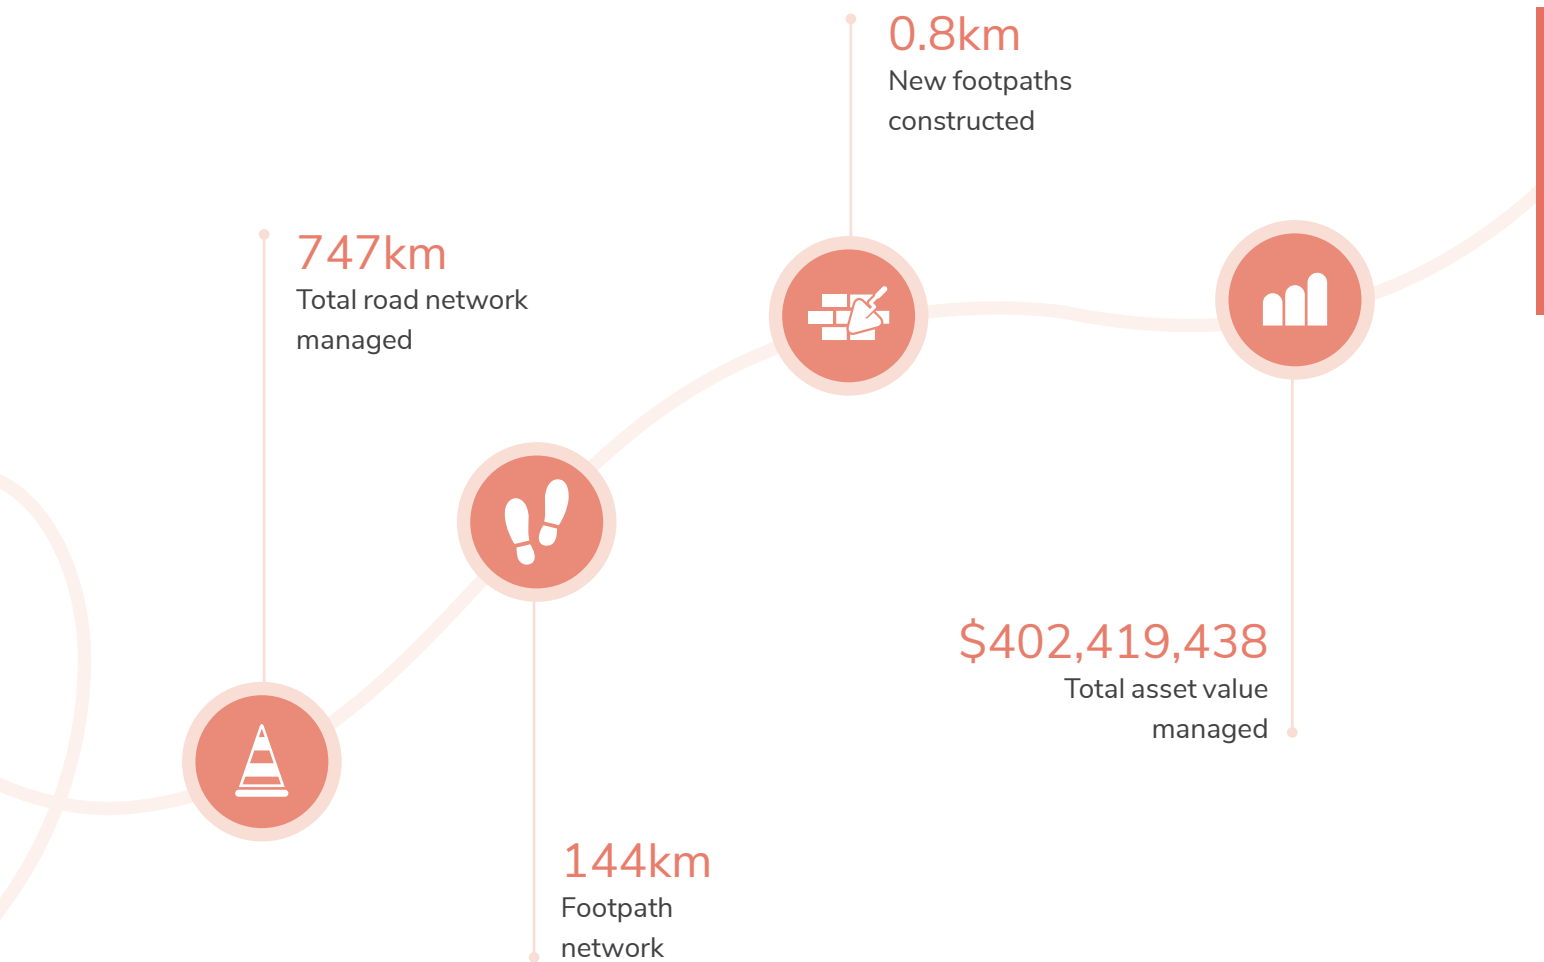 747km
Total road network
managed
144km
Footpath
network
0.8km
New footpaths
constructed
$402,419,438
Total asset value
managed